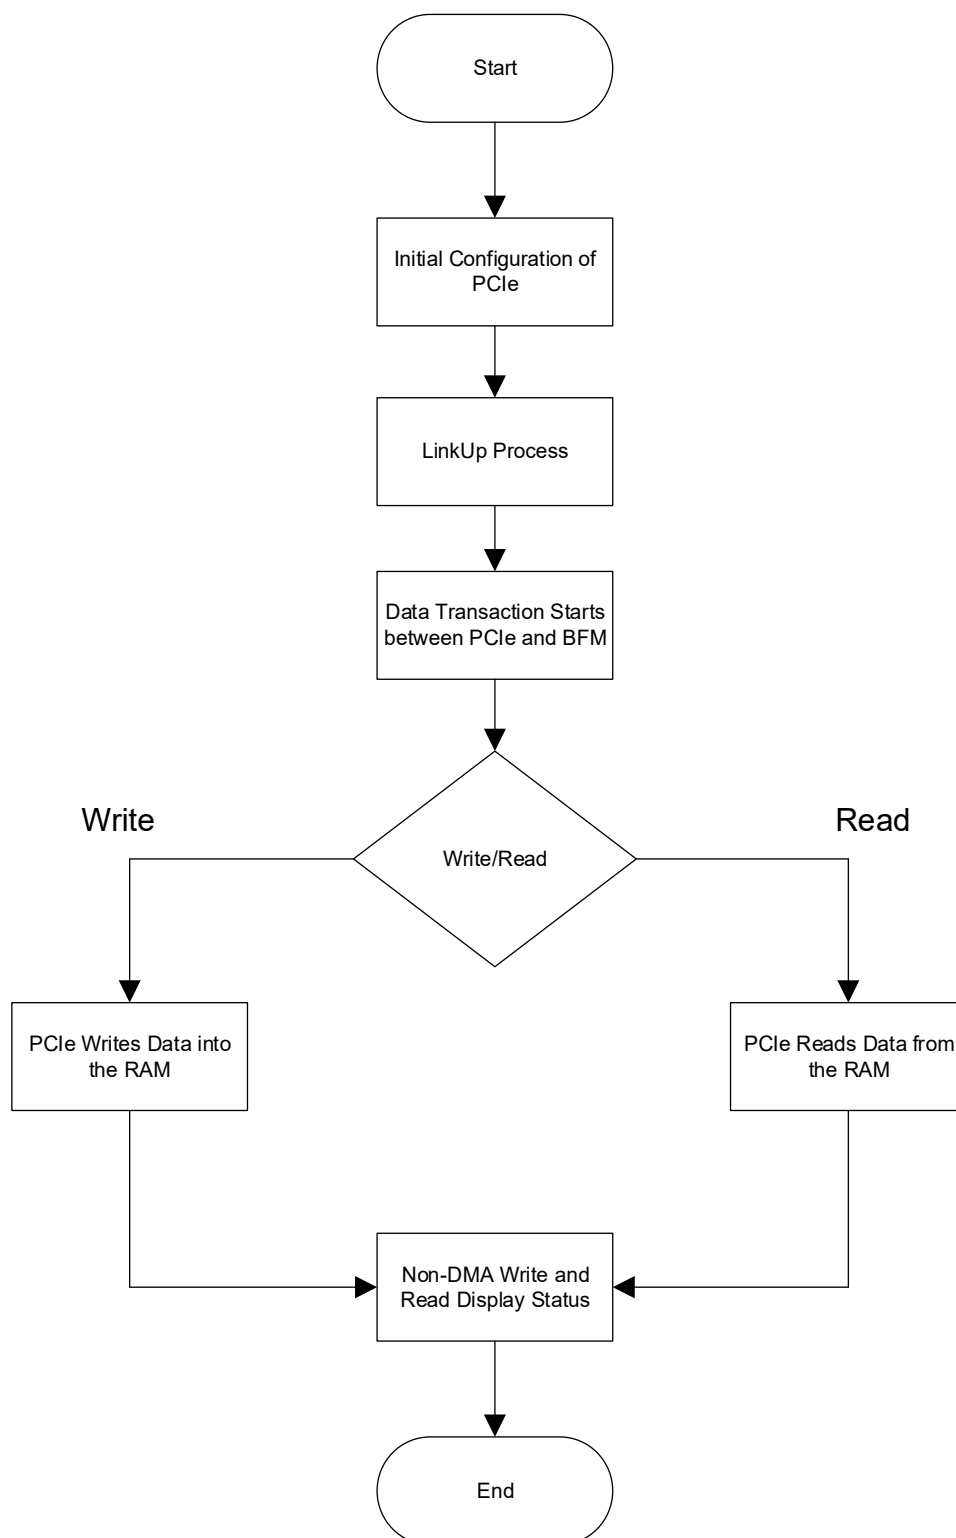 Start
Initial Configuration of
PCIe
LinkUp Process
Data Transaction Starts
between PCIe and BFM
Write
Read
Write/Read
PCIe Writes Data into
the RAM
PCIe Reads Data from
the RAM
Non-DMA Write and
Read Display Status
End